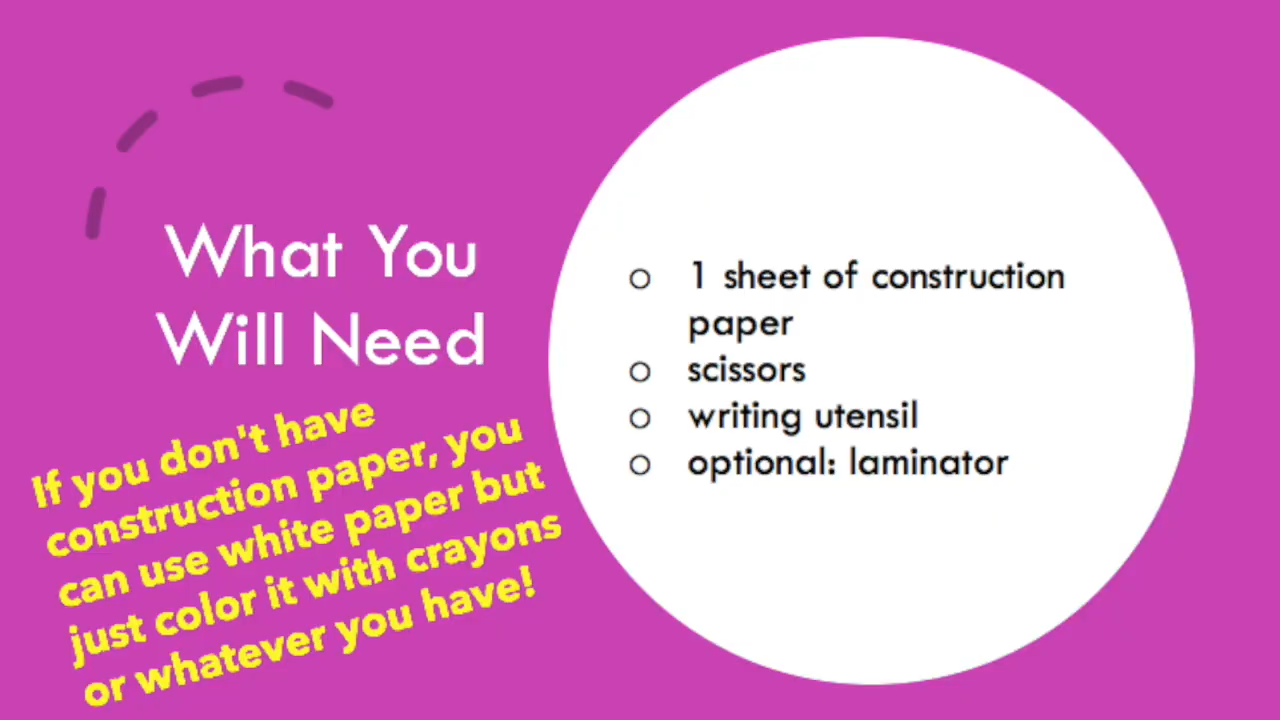 What You
Will Need
If you don't have
construction paper, you
can use white paper but
just color it with crayons
or whatever you have!
1 sheet of construction
paper
scissors
writing utensil
optional: laminator